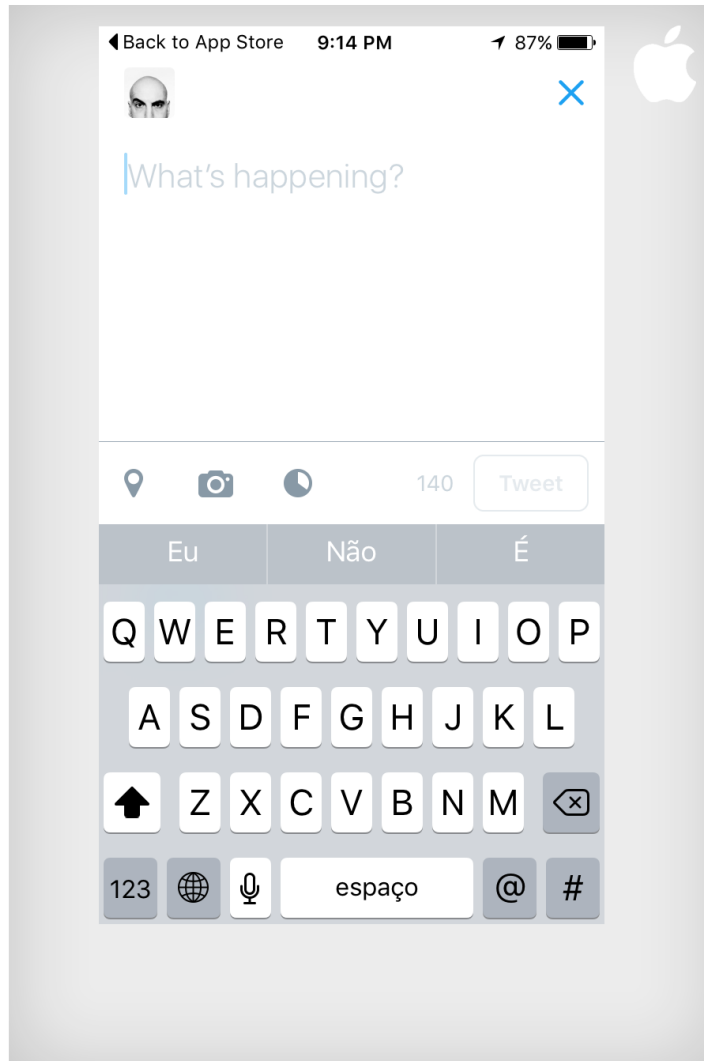 Back to App Store 9:14 PM 87%
What's happening?
140 Tweet
Eu Não É
Q W E R T Y U I O P
A S D F G H J K L
Z X C V B N M
123 espaço @ #